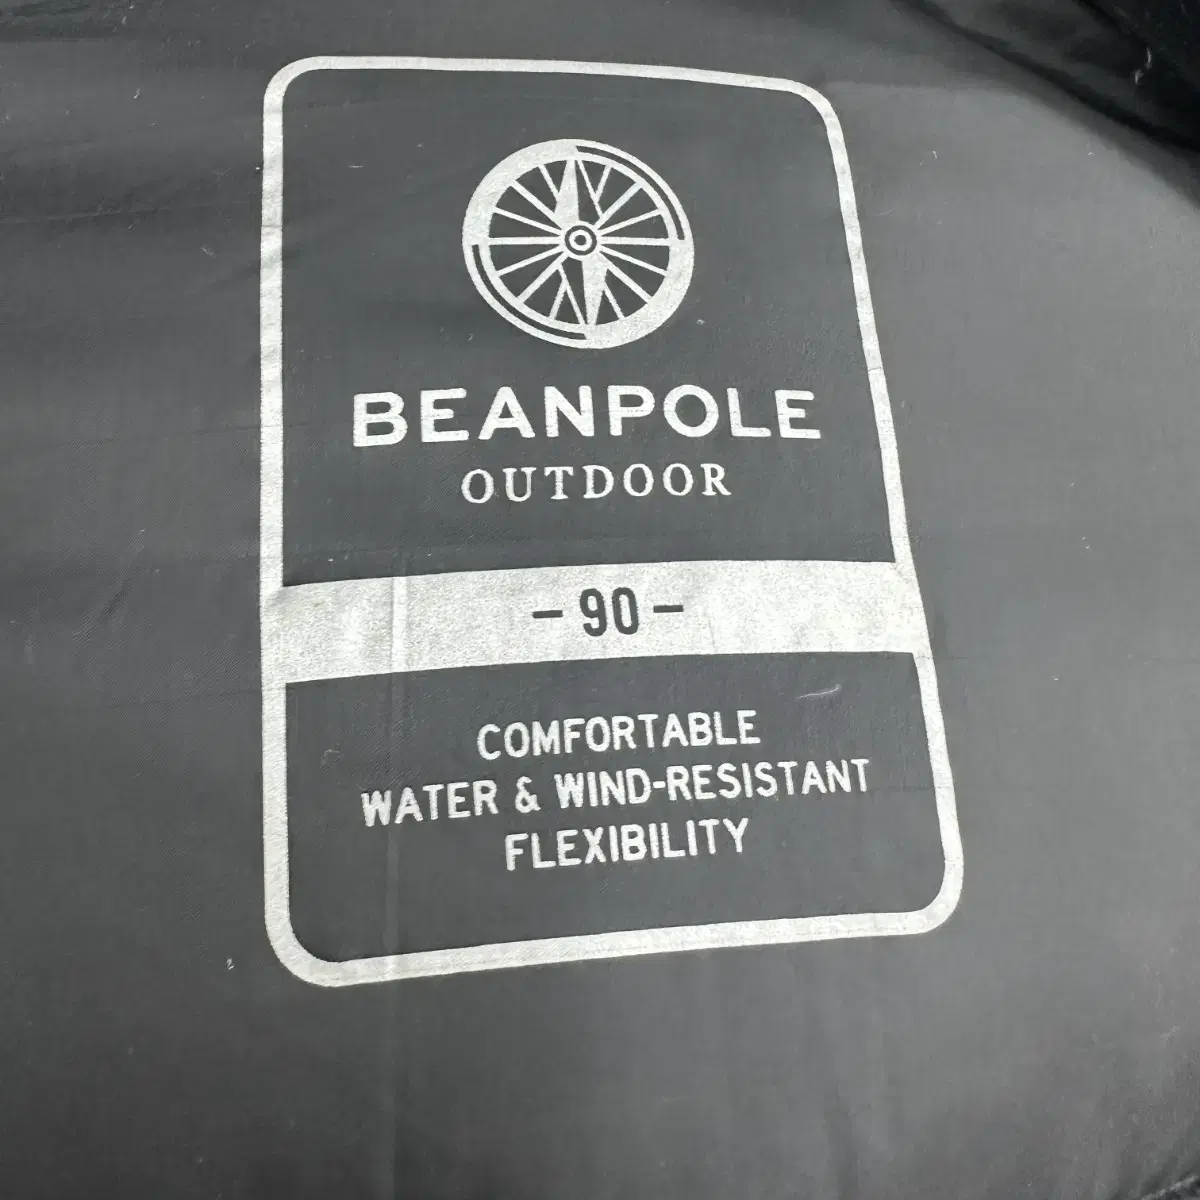 BEANPOLE
OUTDOOR
- 90 -
COMFORTABLE
WATER & WIND-RESISTANT
FLEXIBILITY